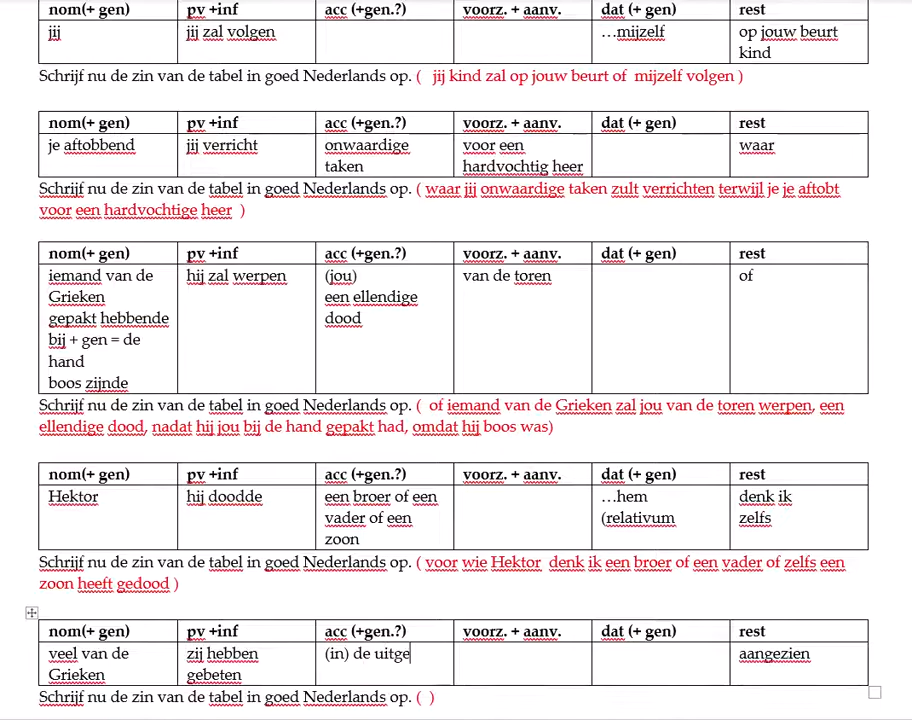 nom(+ gen) pv +inf acc (+gen.?) voorz. + aanv. dat (+ gen) rest
jij jij zal volgen …mijzelf op jouw beurt
kind
Schrijf nu de zin van de tabel in goed Nederlands op. ( jij kind zal op jouw beurt of mijzelf volgen )
nom(+ gen) pv +inf acc (+gen.?) voorz. + aanv. dat (+ gen) rest
je aftobbend jij verricht onwaardige voor een waar
taken hardvochtig heer
Schrijf nu de zin van de tabel in goed Nederlands op. ( waar jij onwaardige taken zult verrichten terwijl je je aftobt
voor een hardvochtige heer )
nom(+ gen) pv +inf acc (+gen.?) voorz. + aanv. dat (+ gen) rest
iemand van de hij zal werpen (jou) van de toren of
Grieken een ellendige
gepakt hebbende dood
bij + gen = de
hand
boos zijnde
Schrijf nu de zin van de tabel in goed Nederlands op. ( of iemand van de Grieken zal jou van de toren werpen, een
ellendige dood, nadat hij jou bij de hand gepakt had, omdat hij boos was)
nom(+ gen) pv +inf acc (+gen.?) voorz. + aanv. dat (+ gen) rest
Hektor hij doodde een broer of een …hem denk ik
vader of een (relativum zelfs
zoon
Schrijf nu de zin van de tabel in goed Nederlands op. ( voor wie Hektor denk ik een broer of een vader of zelfs een
zoon heeft gedood )
nom(+ gen) pv +inf acc (+gen.?) voorz. + aanv. dat (+ gen) rest
veel van de zij hebben (in) de uitge aangezien
Grieken gebeten
Schrijf nu de zin van de tabel in goed Nederlands op. ( )